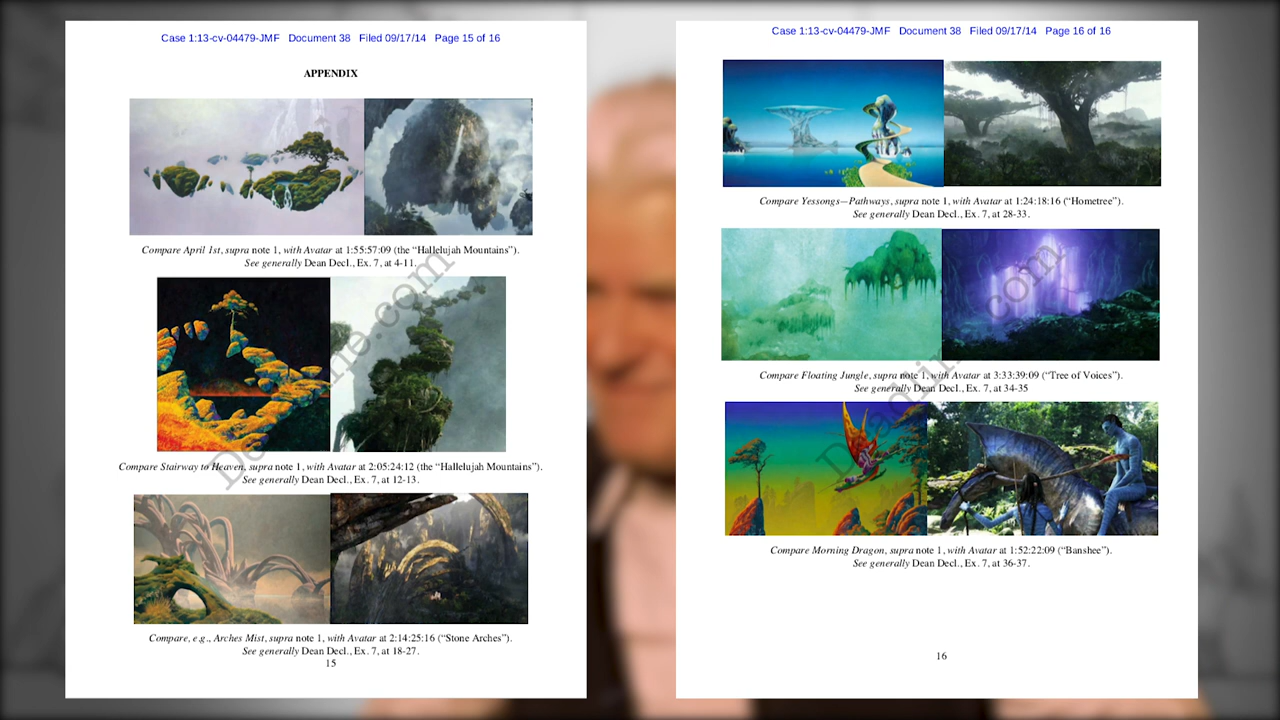 Case 1:13-cv-04479-JMF Document 38 Filed 09/17/14 Page 15 of 16
APPENDIX
Compare April 1st, supra note 1, with Avatar at 1:55:57:09 (the “Hallelujah Mountains”).
See generally Dean Decl., Ex. 7, at 4-11.
Compare Stairway to Heaven, supra note 1, with Avatar at 2:05:24:12 (the “Hallelujah Mountains”).
See generally Dean Decl., Ex. 7, at 12-13.
Compare, e.g., Arches Mist, supra note 1, with Avatar at 2:14:25:16 (“Stone Arches”).
See generally Dean Decl., Ex. 7, at 18-27.
15
Case 1:13-cv-04479-JMF Document 38 Filed 09/17/14 Page 16 of 16
Compare Yessongs—Pathways, supra note 1, with Avatar at 1:24:18:16 (“Hometree”).
See generally Dean Decl., Ex. 7, at 28-33.
Compare Floating Jungle, supra note 1, with Avatar at 3:33:39:09 (“Tree of Voices”).
See generally Dean Decl., Ex. 7, at 34-35
Compare Morning Dragon, supra note 1, with Avatar at 1:52:22:09 (“Banshee”).
See generally Dean Decl., Ex. 7, at 36-37.
16